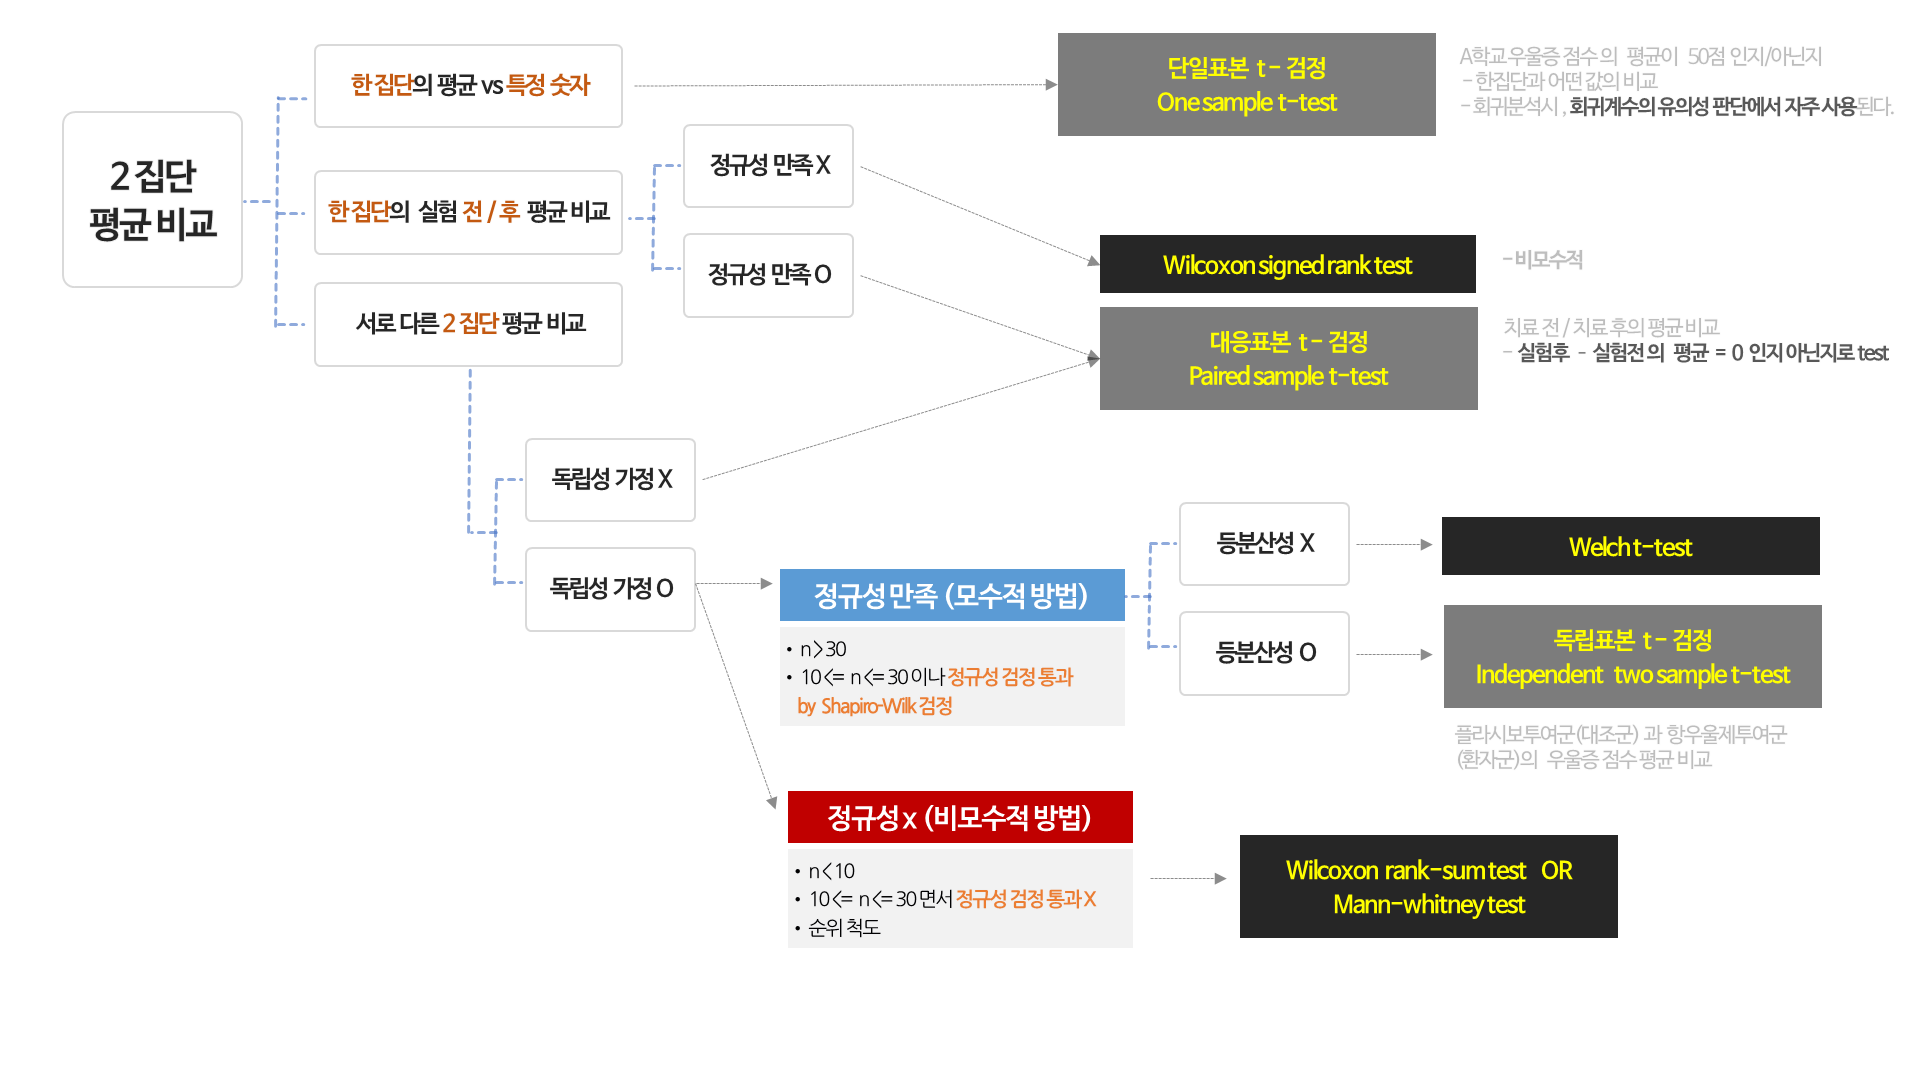 2 집단
평균 비교
한 집단의 평균 vs 특정 숫자
단일표본 t - 검정
One sample t-test
A학교 우울증 점수 의 평균이 50점 인지/아닌지
- 한집단과 어떤 값의 비교
- 회귀분석시 , 회귀계수의 유의성 판단에서 자주 사용된다.
한 집단의 실험 전 / 후 평균 비교
정규성 만족 X
정규성 만족 O
Wilcoxon signed rank test
- 비모수적
대응표본 t - 검정
Paired sample t-test
치료 전 / 치료 후의 평균 비교
- 실험후 - 실험전 의 평균 = 0 인지 아닌지로 test
서로 다른 2 집단 평균 비교
독립성 가정 X
독립성 가정 O
정규성 만족 (모수적 방법)
• n > 30
• 10 <= n <= 30 이나 정규성 검정 통과
by Shapiro-Wilk 검정
등분산성 X
Welch t-test
등분산성 O
독립표본 t - 검정
Independent two sample t-test
플라시보투여군(대조군) 과 항우울제투여군
(환자군)의 우울증 점수 평균 비교
정규성 x (비모수적 방법)
• n < 10
• 10 <= n <= 30 면서 정규성 검정 통과 X
• 순위 척도
Wilcoxon rank-sum test OR
Mann-whitney test